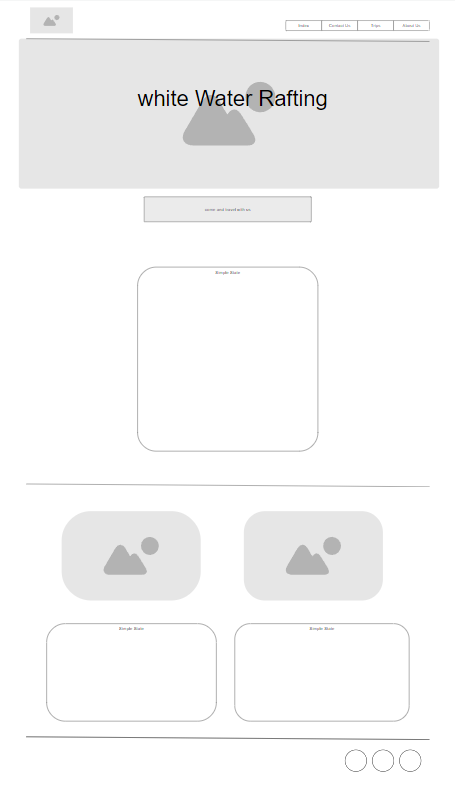 Index
Contact Us
Trips
About Us
white Water Rafting
come and travel with us
Simple State
Simple State
Simple State